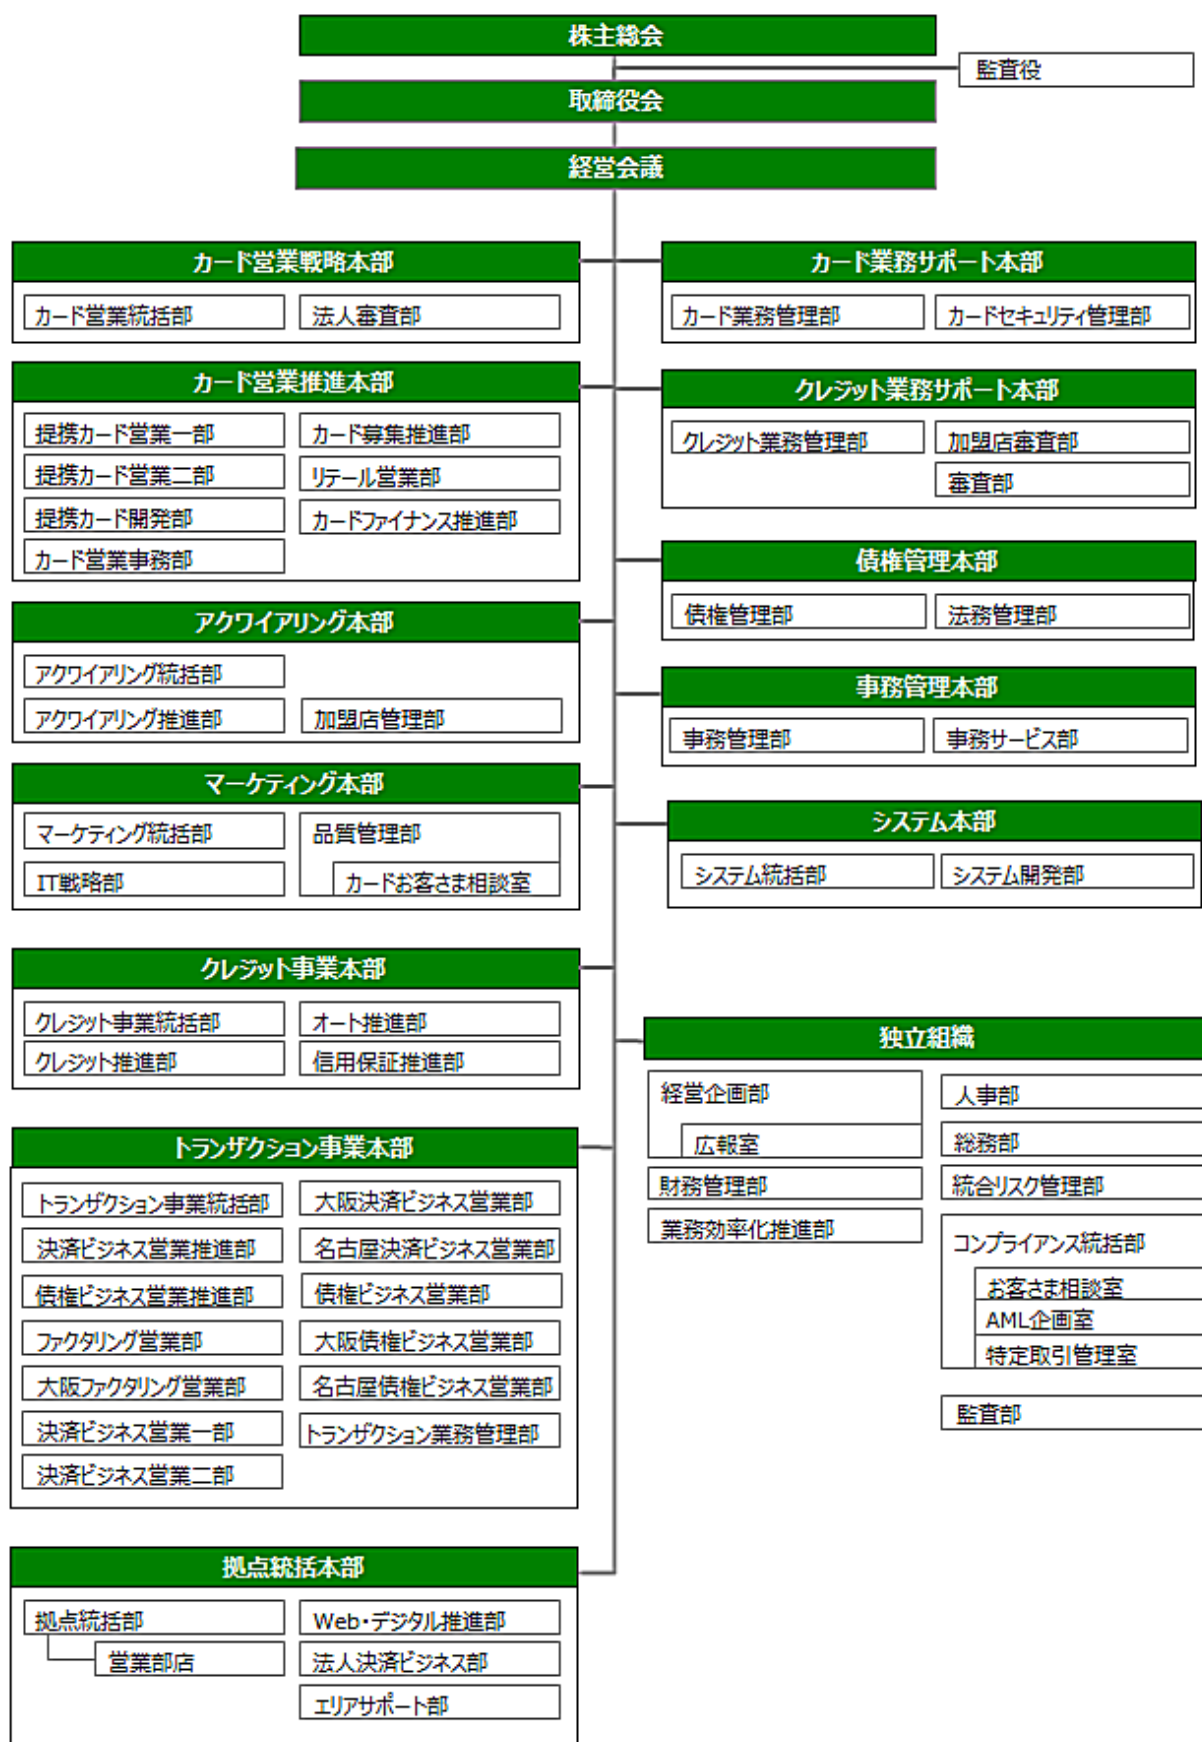 株主総会
監査役
取締役会
経営会議
カード営業戦略本部
カード営業統括部
法人審査部
カード営業推進本部
提携カード営業一部
カード募集推進部
提携カード営業二部
リテール営業部
提携カード開発部
カードファイナンス推進部
カード営業事務部
アクワイアリング本部
アクワイアリング統括部
アクワイアリング推進部
加盟店管理部
マーケティング本部
マーケティング統括部
品質管理部
IT戦略部
カードお客さま相談室
クレジット事業本部
クレジット事業統括部
オート推進部
クレジット推進部
信用保証推進部
トランザクション事業本部
トランザクション事業統括部
大阪決済ビジネス営業部
決済ビジネス営業推進部
名古屋決済ビジネス営業部
債権ビジネス営業推進部
債権ビジネス営業部
ファクタリング営業部
大阪債権ビジネス営業部
大阪ファクタリング営業部
名古屋債権ビジネス営業部
決済ビジネス営業一部
トランザクション業務管理部
決済ビジネス営業二部
拠点統括本部
拠点統括部
Web・デジタル推進部
営業部店
法人決済ビジネス部
エリアサポート部
カード業務サポート本部
カード業務管理部
カードセキュリティ管理部
クレジット業務サポート本部
クレジット業務管理部
加盟店審査部
審査部
債権管理本部
債権管理部
法務管理部
事務管理本部
事務管理部
事務サービス部
システム本部
システム統括部
システム開発部
独立組織
経営企画部
人事部
広報室
総務部
財務管理部
統合リスク管理部
業務効率化推進部
コンプライアンス統括部
お客さま相談室
AML企画室
特定取引管理室
監査部